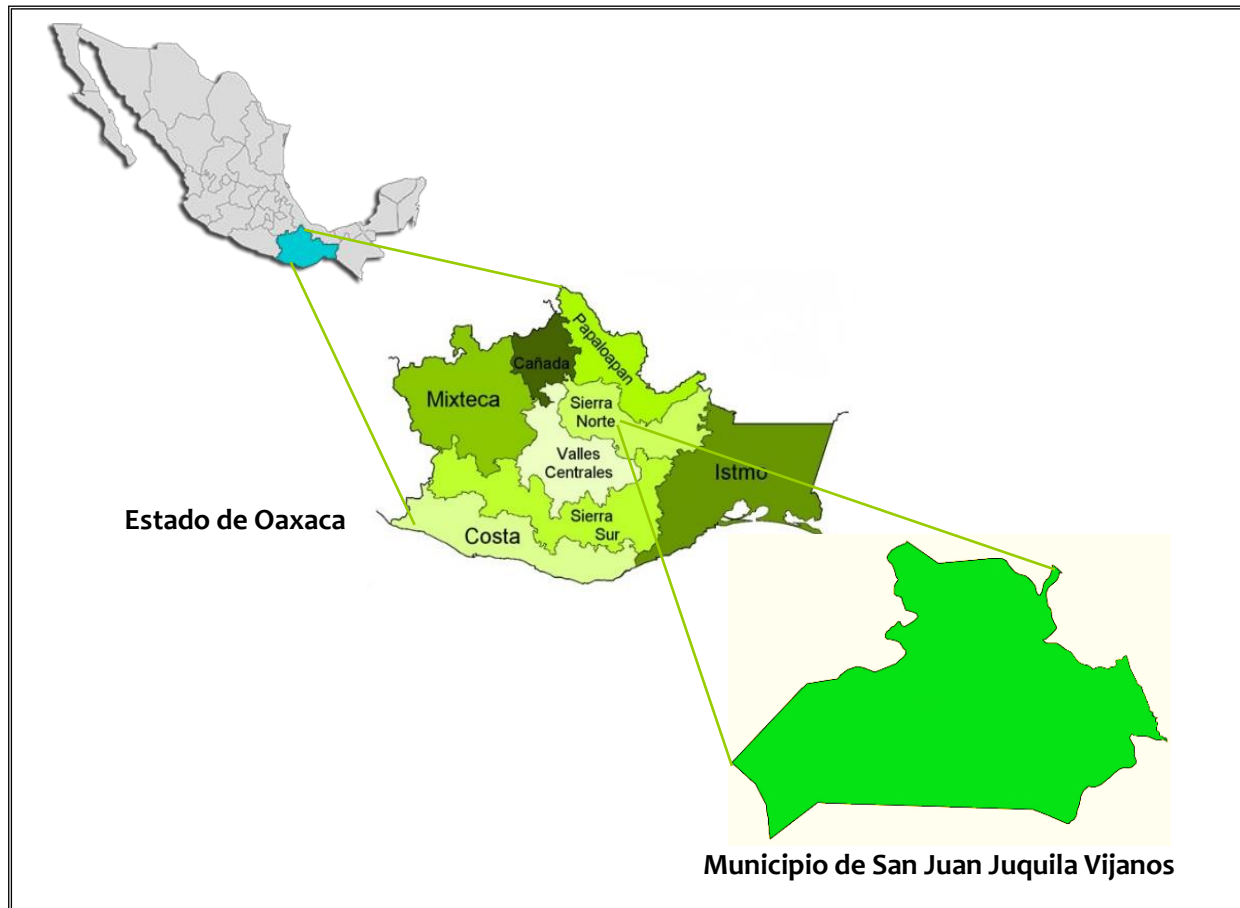 Papaloapan
Cañada
Mixteca
Sierra
Norte
Valles
Centrales
Istmo
Estado de Oaxaca
Sierra
Sur
Costa
Municipio de San Juan Juquila Vijanos